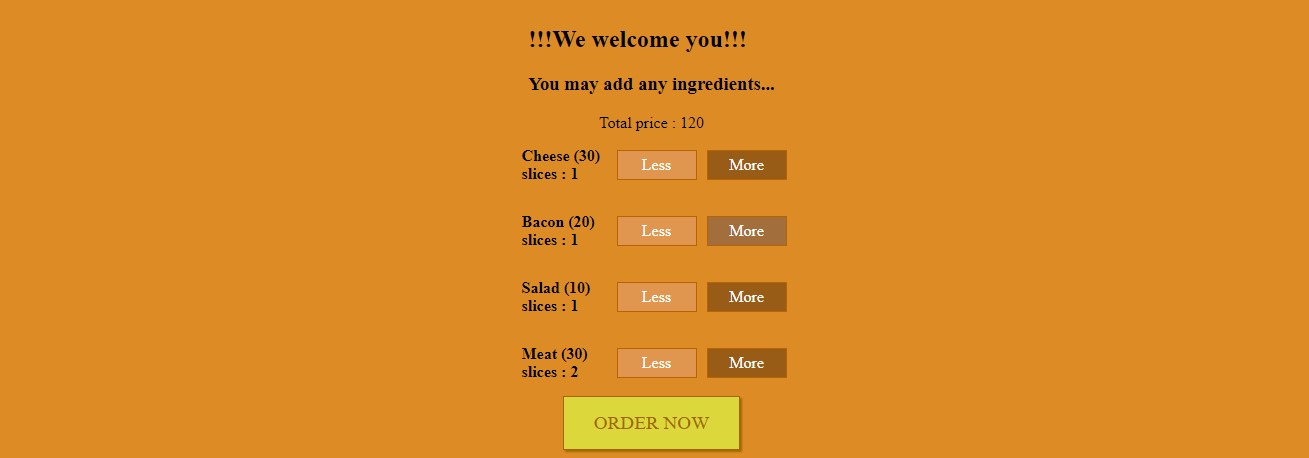 !!!We welcome you!!!
You may add any ingredients...
Total price : 120
Cheese (30)
slices : 1
Less
More
Bacon (20)
slices : 1
Less
More
Salad (10)
slices : 1
Less
More
Meat (30)
slices : 2
Less
More
ORDER NOW